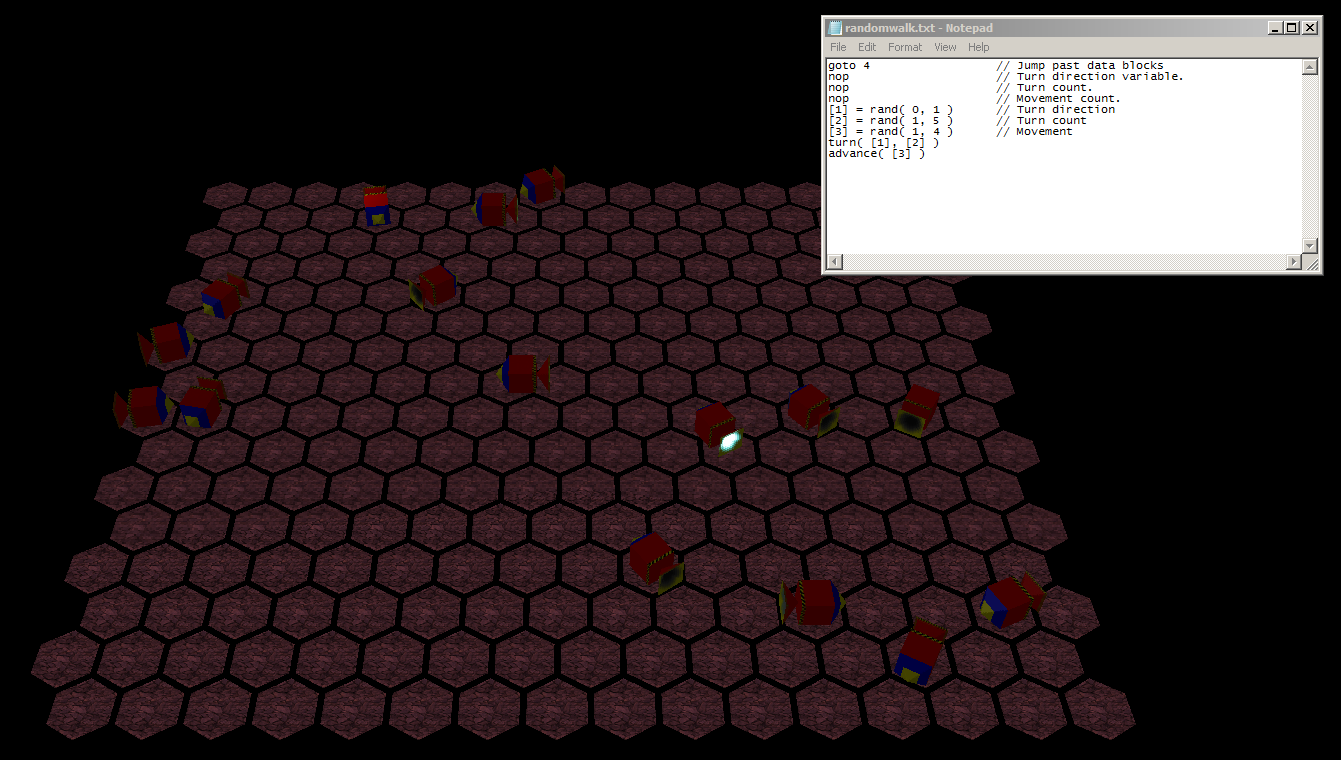 randomwalk.txt - Notepad
File Edit Format View Help
goto 4 // Jump past data blocks
nop // Turn direction variable.
nop // Turn count.
nop // Movement count.
[1] = rand( 0, 1 ) // Turn direction
[2] = rand( 1, 5 ) // Turn count
[3] = rand( 1, 4 ) // Movement
turn( [1], [2] )
advance( [3] )